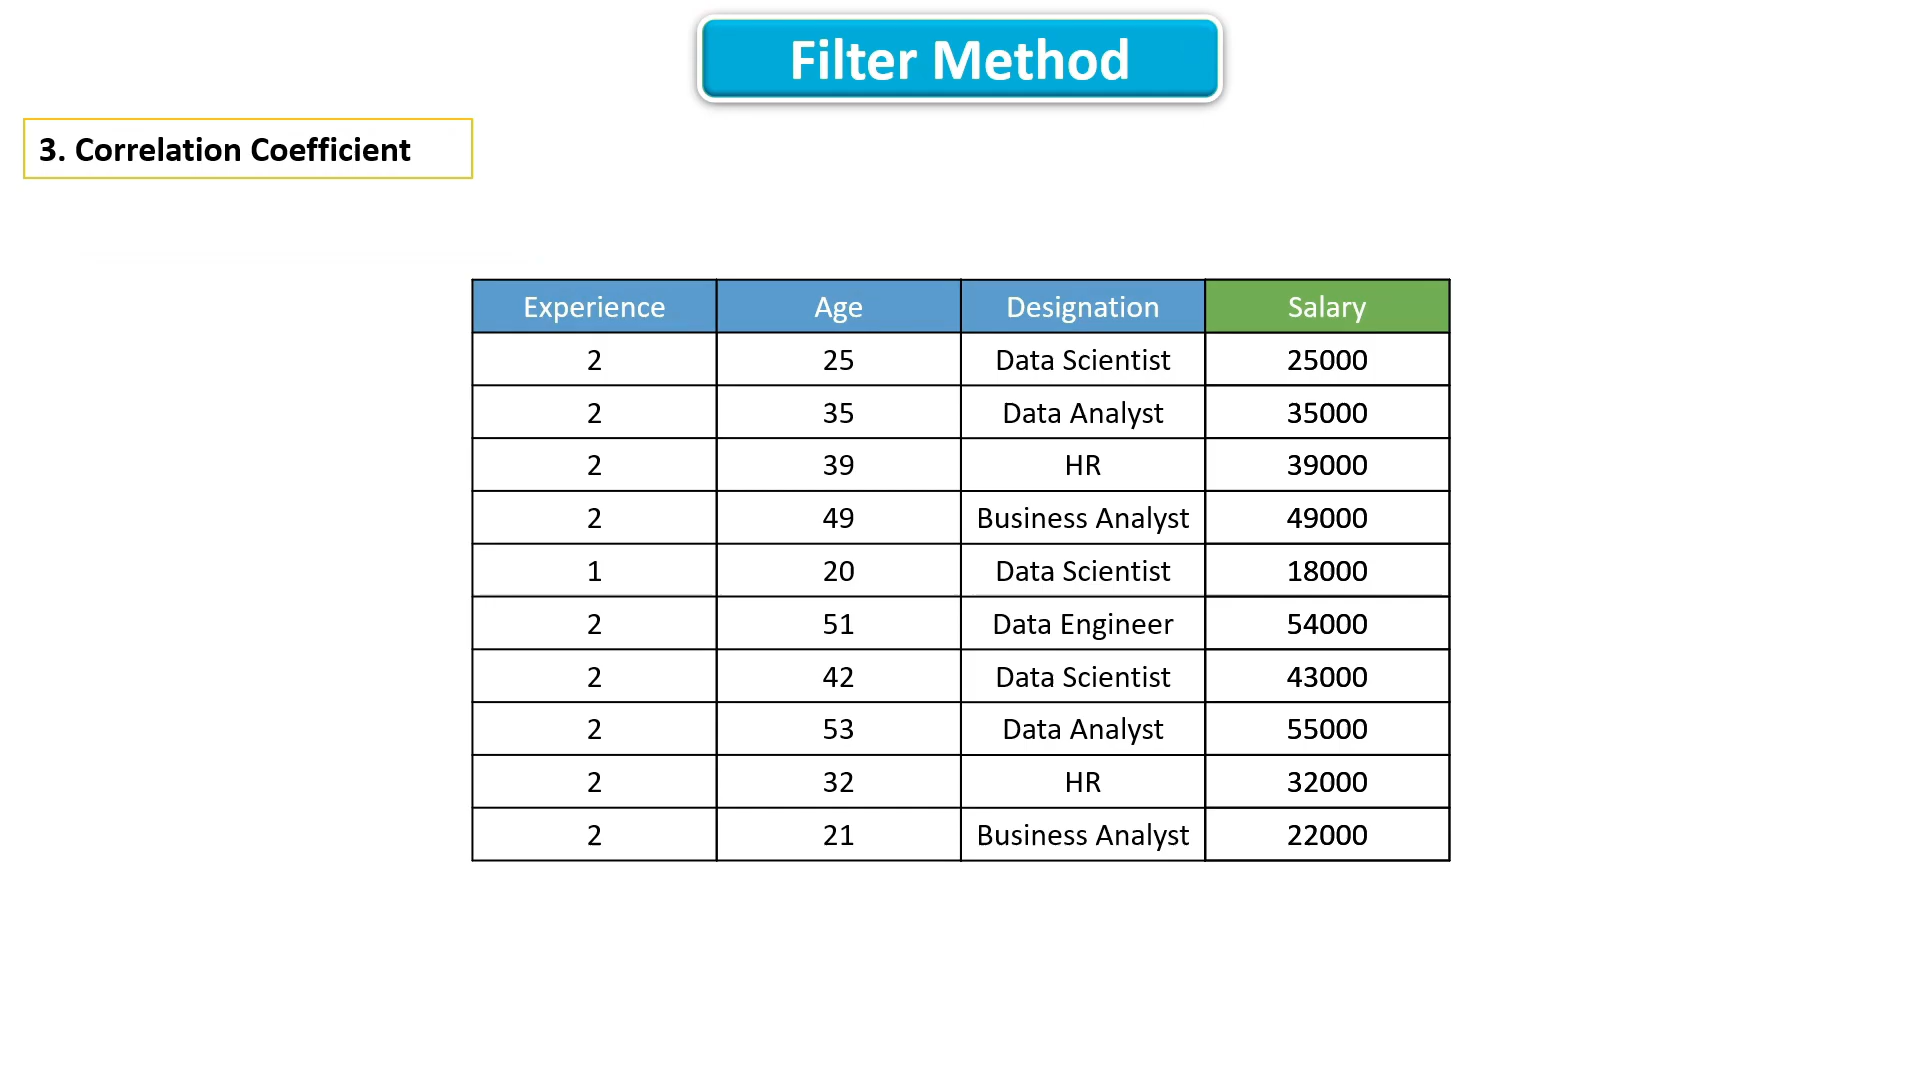 Filter Method
3. Correlation Coefficient
Experience Age Designation Salary
2 25 Data Scientist 25000
2 35 Data Analyst 35000
2 39 HR 39000
2 49 Business Analyst 49000
1 20 Data Scientist 18000
2 51 Data Engineer 54000
2 42 Data Scientist 43000
2 53 Data Analyst 55000
2 32 HR 32000
2 21 Business Analyst 22000